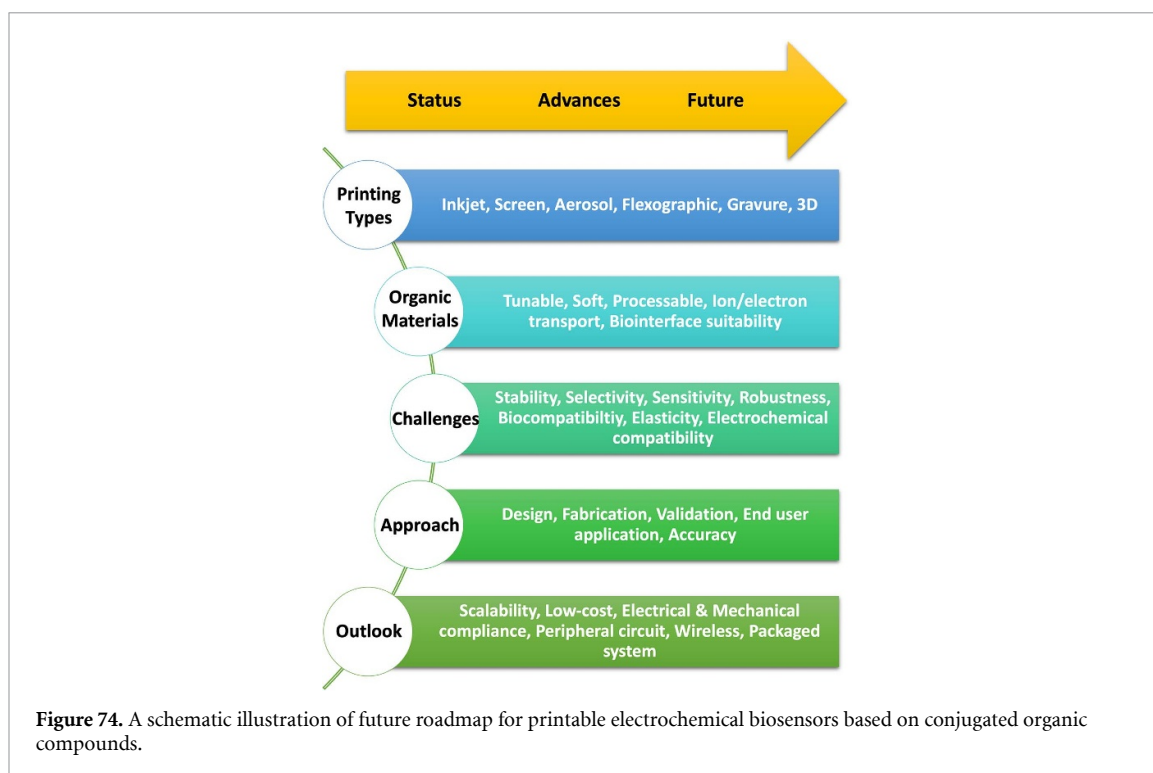 Status Advances Future
Printing
Types
Inkjet, Screen, Aerosol, Flexographic, Gravure, 3D
Organic
Materials
Tunable, Soft, Processable, Ion/electron
transport, Biointerface suitability
Challenges
Stability, Selectivity, Sensitivity, Robustness,
Biocompatibiltiy, Elasticity, Electrochemical
compatibility
Approach
Design, Fabrication, Validation, End user
application, Accuracy
Outlook
Scalability, Low-cost, Electrical & Mechanical
compliance, Peripheral circuit, Wireless, Packaged
system
Figure 74. A schematic illustration of future roadmap for printable electrochemical biosensors based on conjugated organic
compounds.